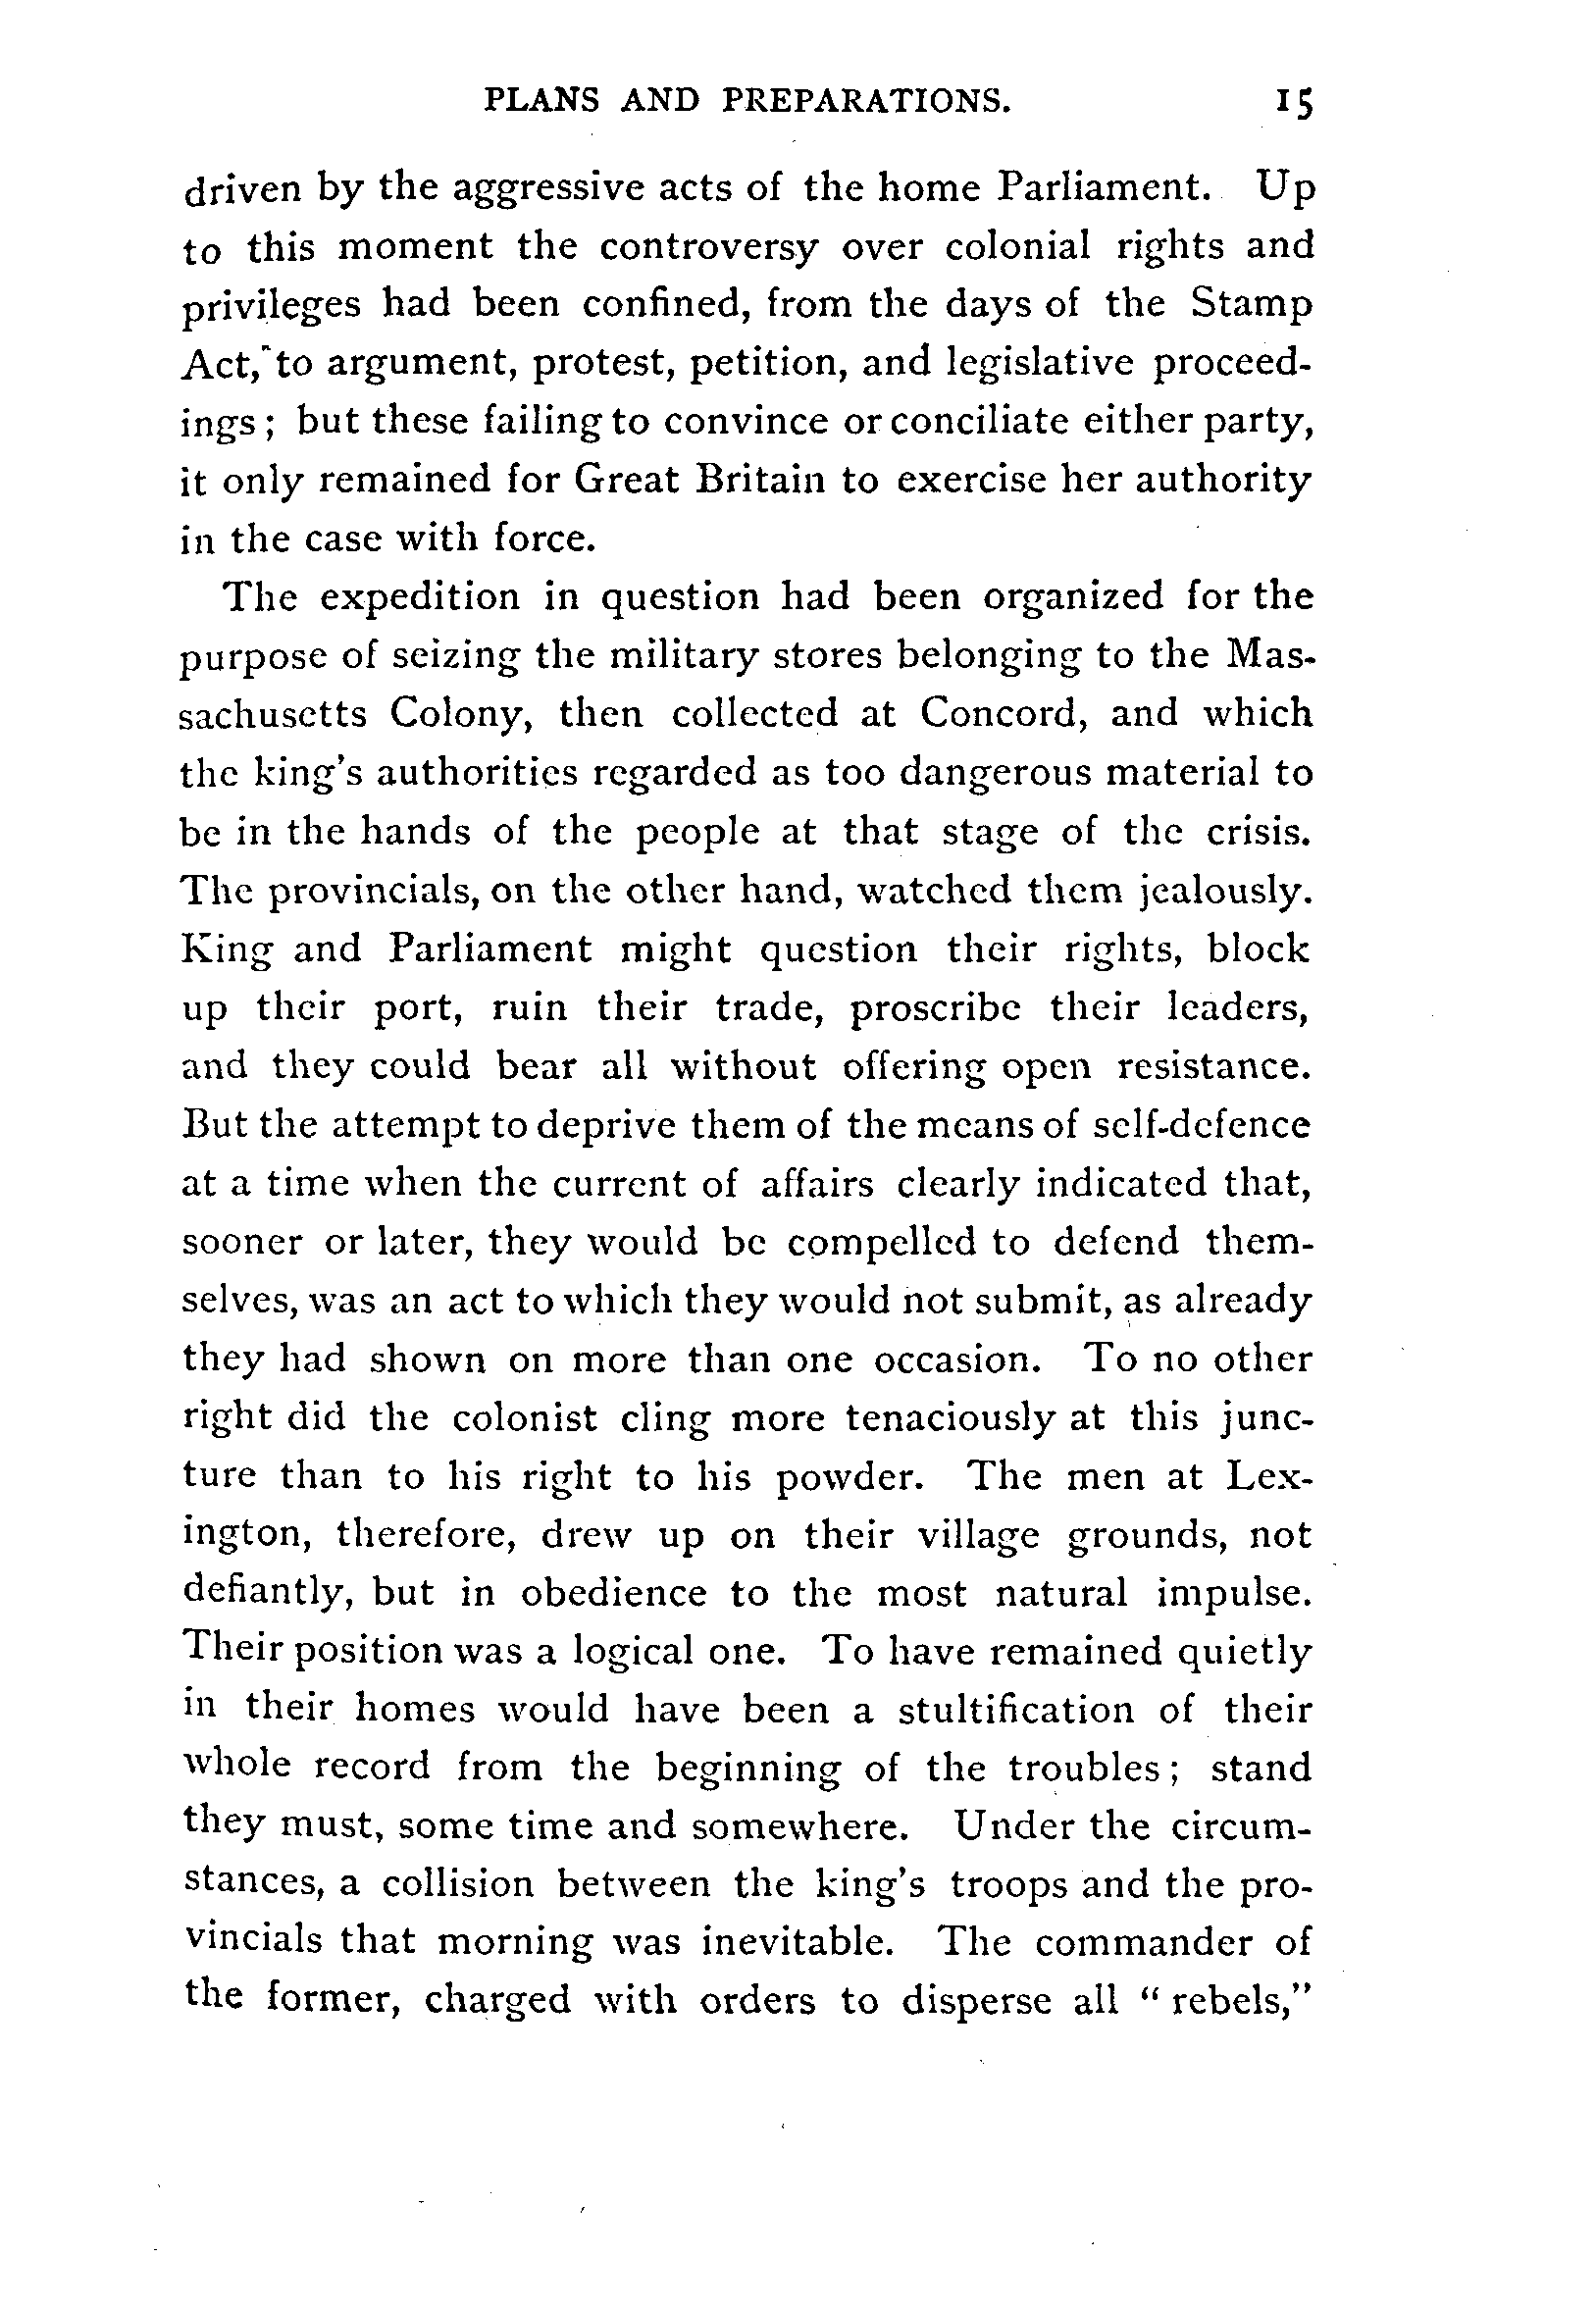 PLANS AND PREPARATIONS. 15
driven by the aggressive acts of the home Parliament. Up
to this moment the controversy over colonial rights and
privileges had been confined, from the days of the Stamp
Act, to argument, protest, petition, and legislative proceed-
ings; but these failing to convince or conciliate either party,
it only remained for Great Britain to exercise her authority
in the case with force.
The expedition in question had been organized for the
purpose of seizing the military stores belonging to the Mas-
sachusetts Colony, then collected at Concord, and which
the king's authorities regarded as too dangerous material to
be in the hands of the people at that stage of the crisis.
The provincials, on the other hand, watched them jealously.
King and Parliament might question their rights, block
up their port, ruin their trade, proscribe their leaders,
and they could bear all without offering open resistance.
But the attempt to deprive them of the means of self-defence
at a time when the current of affairs clearly indicated that,
sooner or later, they would be compelled to defend them-
selves, was an act to which they would not submit, as already
they had shown on more than one occasion. To no other
right did the colonist cling more tenaciously at this junc-
ture than to his right to his powder. The men at Lex-
ington, therefore, drew up on their village grounds, not
defiantly, but in obedience to the most natural impulse.
Their position was a logical one. To have remained quietly
in their homes would have been a stultification of their
whole record from the beginning of the troubles; stand
they must, some time and somewhere. Under the circum-
stances, a collision between the king's troops and the pro-
vincials that morning was inevitable. The commander of
the former, charged with orders to disperse all "rebels,"